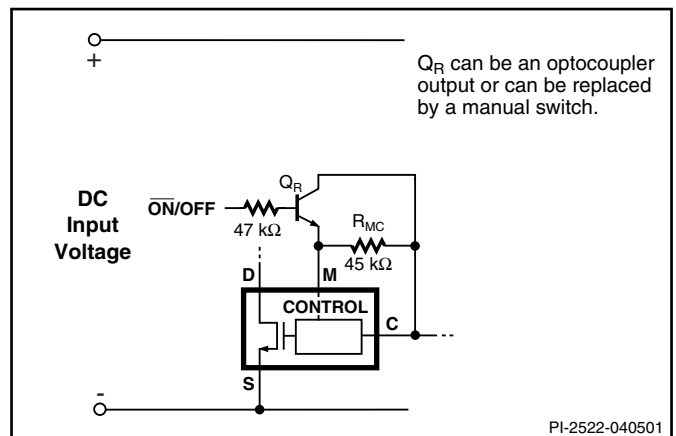 +
Q_R can be an optocoupler
output or can be replaced
by a manual switch.
Q_R
DC
Input
Voltage
ON/OFF
47 kΩ
R_MC
45 kΩ
D
M
CONTROL
C
S
-
PI-2522-040501